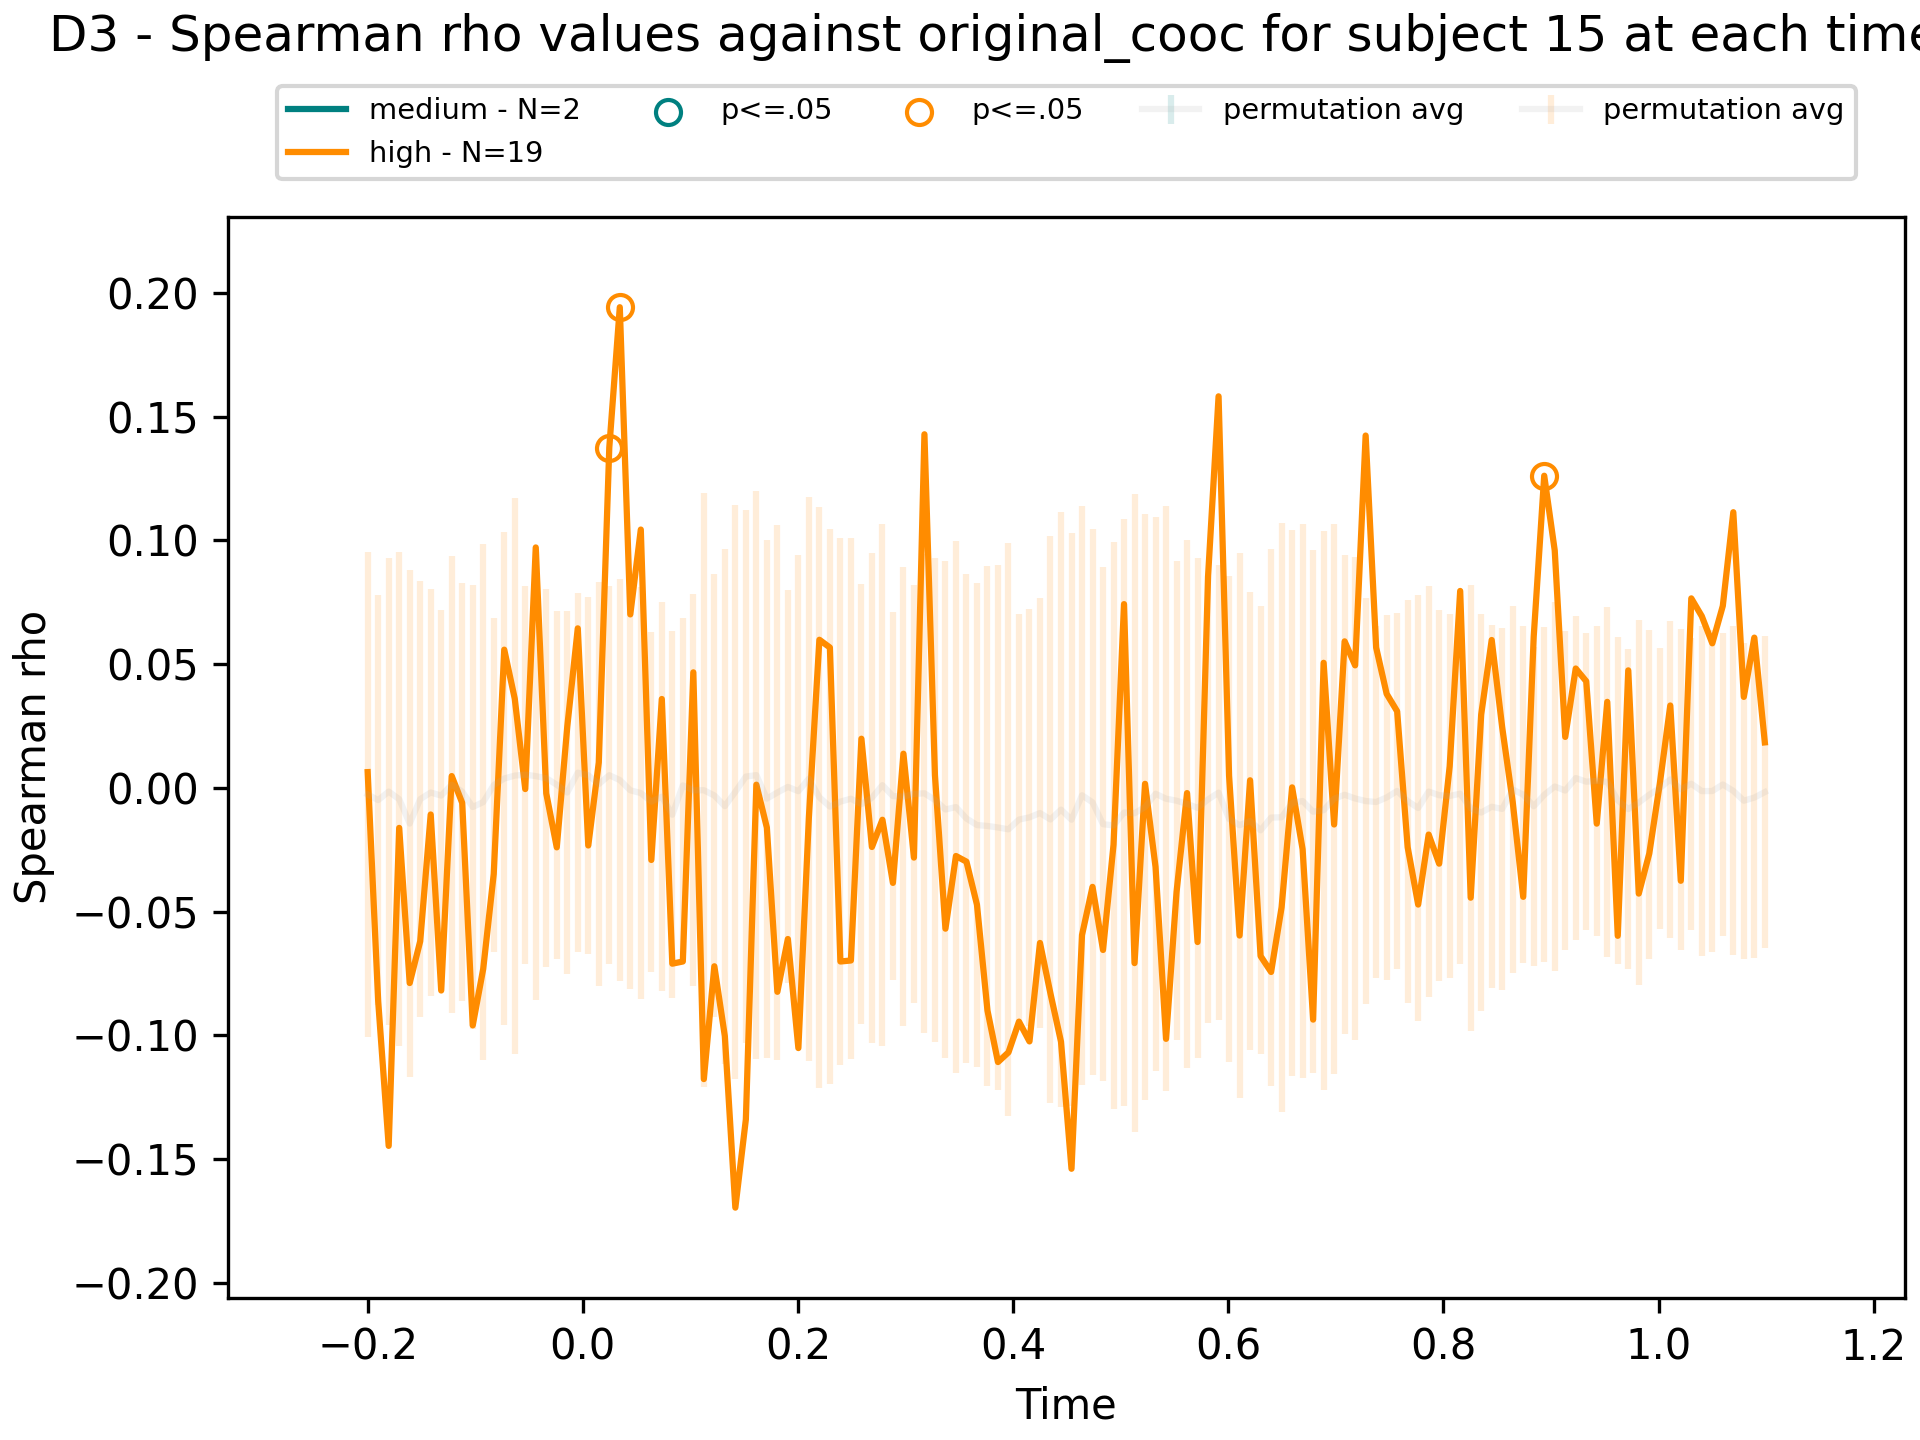 D3 - Spearman rho values against original_cooc for subject 15 at each time
medium - N=2
high - N=19
p<=.05
p<=.05
permutation avg
permutation avg
Spearman rho
0.20
0.15
0.10
0.05
0.00
−0.05
−0.10
−0.15
−0.20
−0.2 0.0 0.2 0.4 0.6 0.8 1.0 1.2
Time